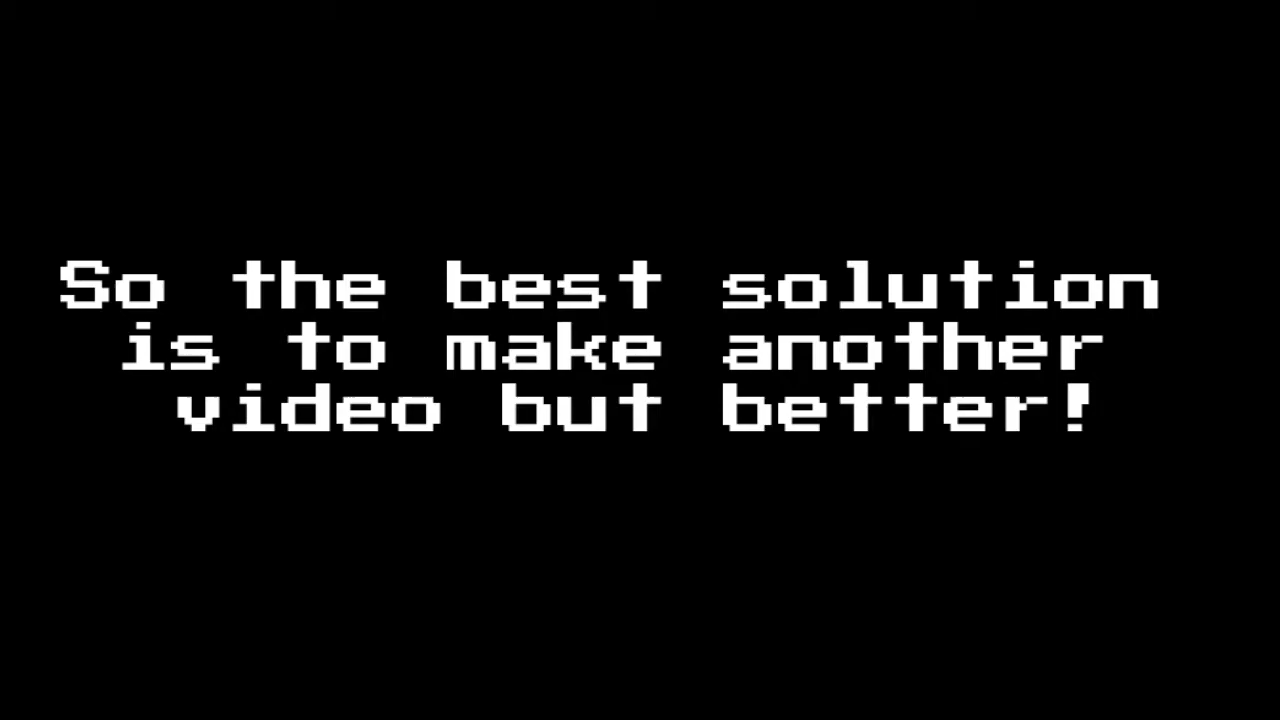 So the best solution
is to make another
video but better!